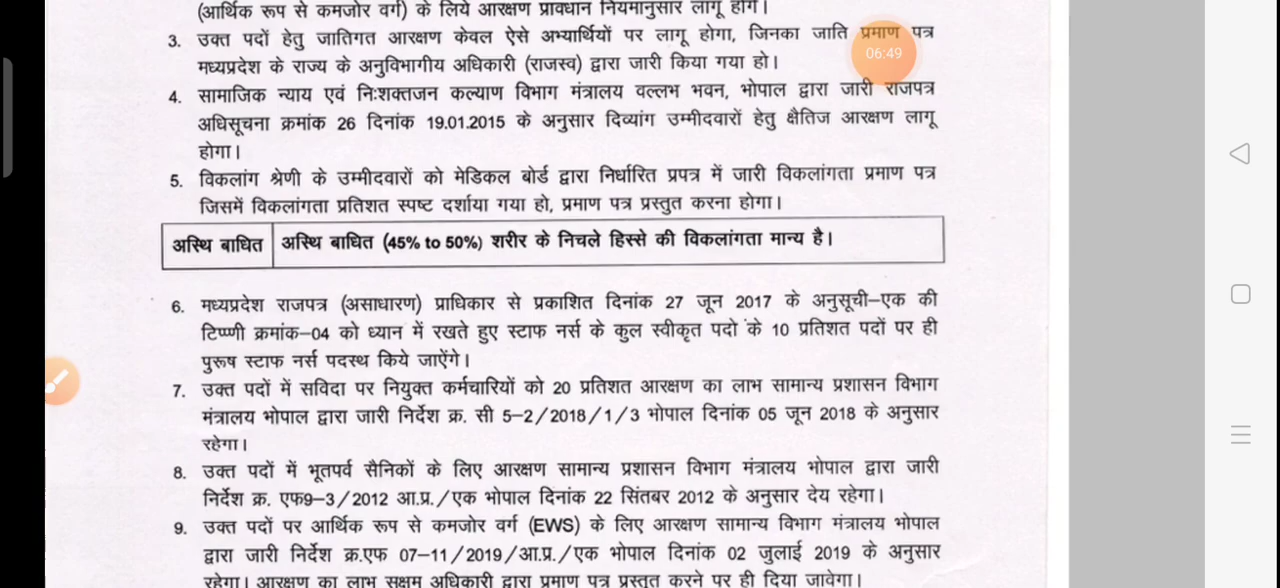 (आर्थिक रूप से कमजोर वर्ग) के लिये आरक्षण प्रावधान नियमानुसार लागू होंगे।
3. उक्त पदों हेतु जातिगत आरक्षण केवल ऐसे अभ्यार्थियों पर लागू होगा, जिनका जाति प्रमाण पत्र
06:49
मध्यप्रदेश के राज्य के अनुविभागीय अधिकारी (राजस्व) द्वारा जारी किया गया हो।
4. सामाजिक न्याय एवं निःशक्तजन कल्याण विभाग मंत्रालय वल्लभ भवन, भोपाल द्वारा जारी राजपत्र
अधिसूचना क्रमांक 26 दिनांक 19.01.2015 के अनुसार दिव्यांग उम्मीदवारों हेतु क्षैतिज आरक्षण लागू
होगा।
5. विकलांग श्रेणी के उम्मीदवारों को मेडिकल बोर्ड द्वारा निर्धारित प्रपत्र में जारी विकलांगता प्रमाण पत्र
जिसमें विकलांगता प्रतिशत स्पष्ट दर्शाया गया हो, प्रमाण पत्र प्रस्तुत करना होगा।
अस्थि बाधित अस्थि बाधित (45% to 50%) शरीर के निचले हिस्से की विकलांगता मान्य है।
6. मध्यप्रदेश राजपत्र (असाधारण) प्राधिकार से प्रकाशित दिनांक 27 जून 2017 के अनुसूची–एक की
टिप्णी क्रमांक–04 को ध्यान में रखते हुए स्टाफ नर्स के कुल स्वीकृत पदो के 10 प्रतिशत पदों पर ही
पुरूष स्टाफ नर्स पदस्थ किये जाऐंगे।
7. उक्त पदों में सविदा पर नियुक्त कर्मचारियों को 20 प्रतिशत आरक्षण का लाभ सामान्य प्रशासन विभाग
मंत्रालय भोपाल द्वारा जारी निर्देश क्र. सी 5–2/2018/1/3 भोपाल दिनांक 05 जून 2018 के अनुसार
रहेगा।
8. उक्त पदों में भूतपर्व सैनिकों के लिए आरक्षण सामान्य प्रशासन विभाग मंत्रालय भोपाल द्वारा जारी
निर्देश क्र. एफ9–3/2012 आ.प्र./एक भोपाल दिनांक 22 सिंतबर 2012 के अनुसार देय रहेगा।
9. उक्त पदों पर आर्थिक रूप से कमजोर वर्ग (EWS) के लिए आरक्षण सामान्य विभाग मंत्रालय भोपाल
द्वारा जारी निर्देश क्र.एफ 07–11/2019/आ.प्र./एक भोपाल दिनांक 02 जुलाई 2019 के अनुसार
रहेगा। आरक्षण का लाभ सक्षम अधिकारी द्वारा प्रमाण पत्र प्रस्तुत करने पर ही दिया जावेगा।